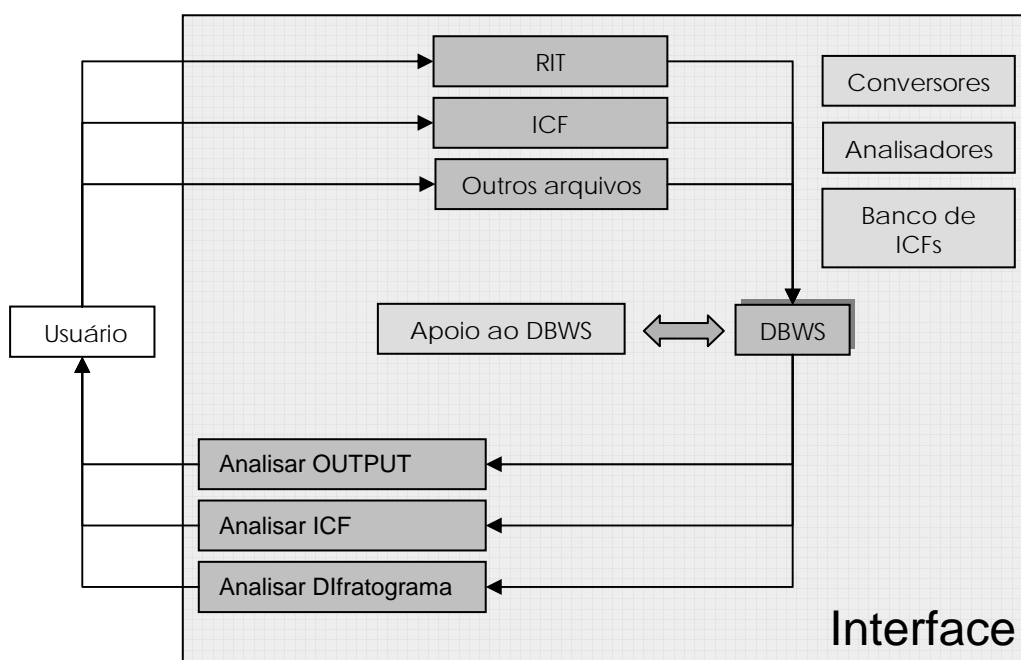 RIT
ICF
Outros arquivos
Conversores
Analisadores
Banco de
ICFs
Usuário
Apoio ao DBWS
DBWS
Analisar OUTPUT
Analisar ICF
Analisar DIfratograma
Interface